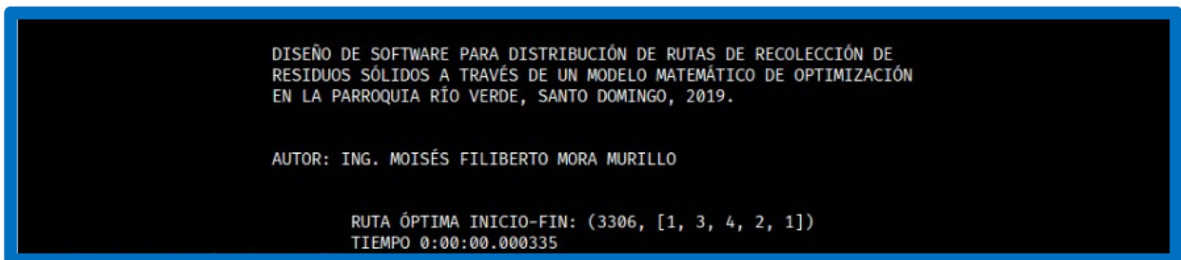 DISEÑO DE SOFTWARE PARA DISTRIBUCIÓN DE RUTAS DE RECOLECCIÓN DE
RESIDUOS SÓLIDOS A TRAVÉS DE UN MODELO MATEMÁTICO DE OPTIMIZACIÓN
EN LA PARROQUIA RÍO VERDE, SANTO DOMINGO, 2019.
AUTOR: ING. MOISÉS FILIBERTO MORA MURILLO
RUTA ÓPTIMA INICIO-FIN: (3306, [1, 3, 4, 2, 1])
TIEMPO 0:00:00.000335